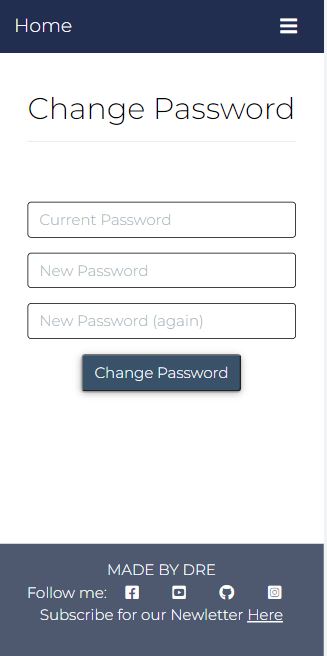 Home
Change Password
Current Password
New Password
New Password (again)
Change Password
MADE BY DRE
Follow me:
Subscribe for our Newletter Here